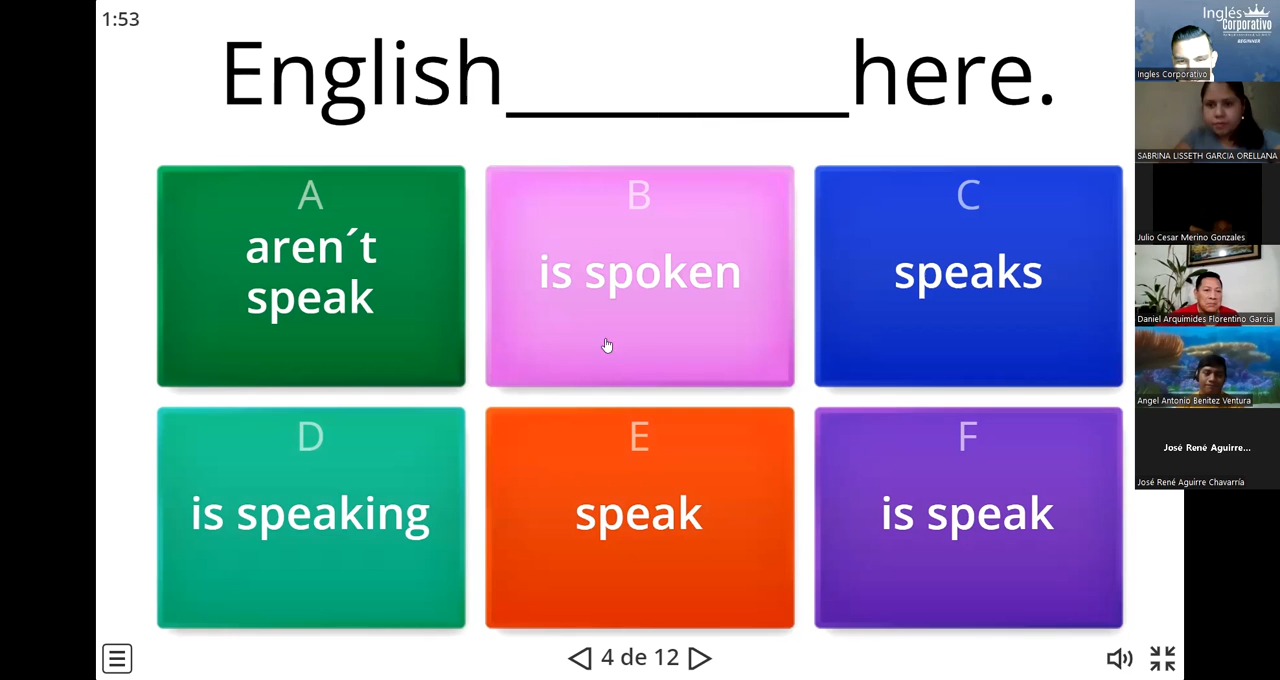 1:53
English__________here.
A
aren´t
speak
B
is spoken
C
speaks
D
is speaking
E
speak
F
is speak
4 de 12
Inglés
Corporativo
BEGINNER
Ingles Corporativo
SABRINA LISSETH GARCIA ORELLANA
Julio Cesar Merino Gonzales
Daniel Arquimides Florentino Garcia
Angel Antonio Benitez Ventura
José René Aguirre...
José René Aguirre Chavarría